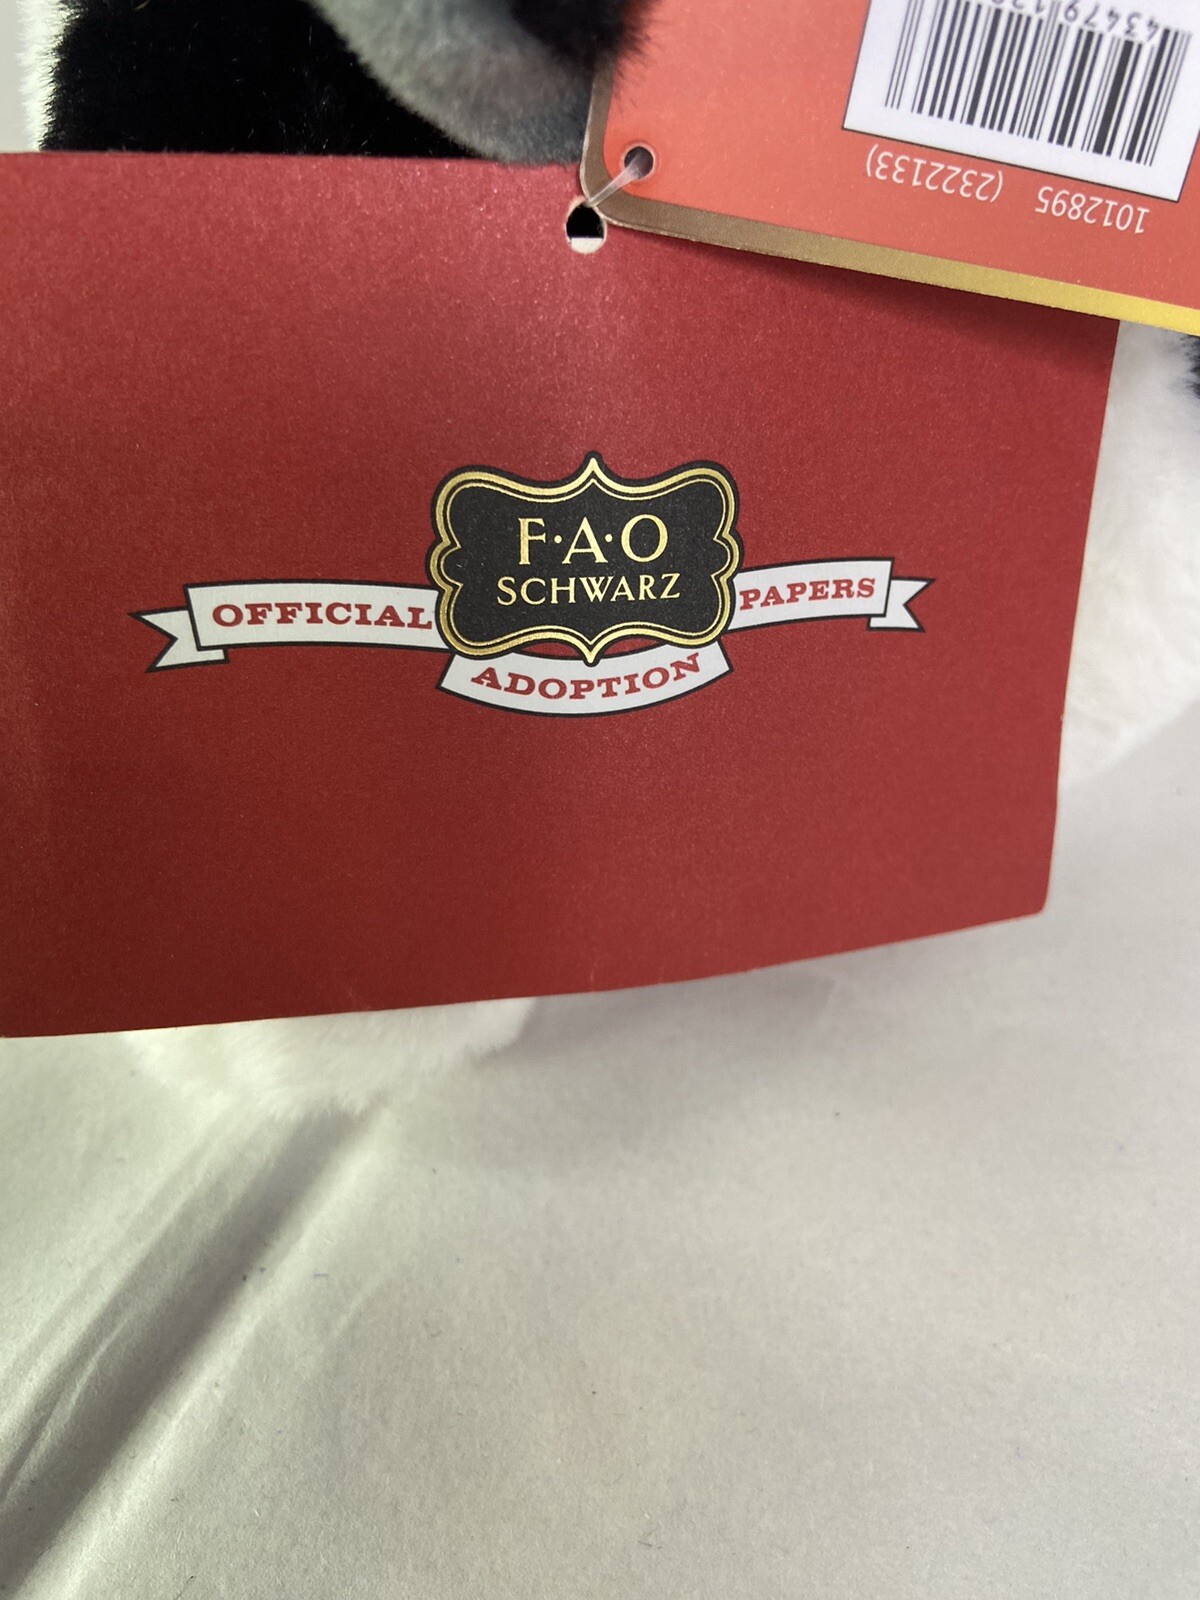 1012895 (2322133)
F·A·O
SCHWARZ
OFFICIAL
ADOPTION
PAPERS